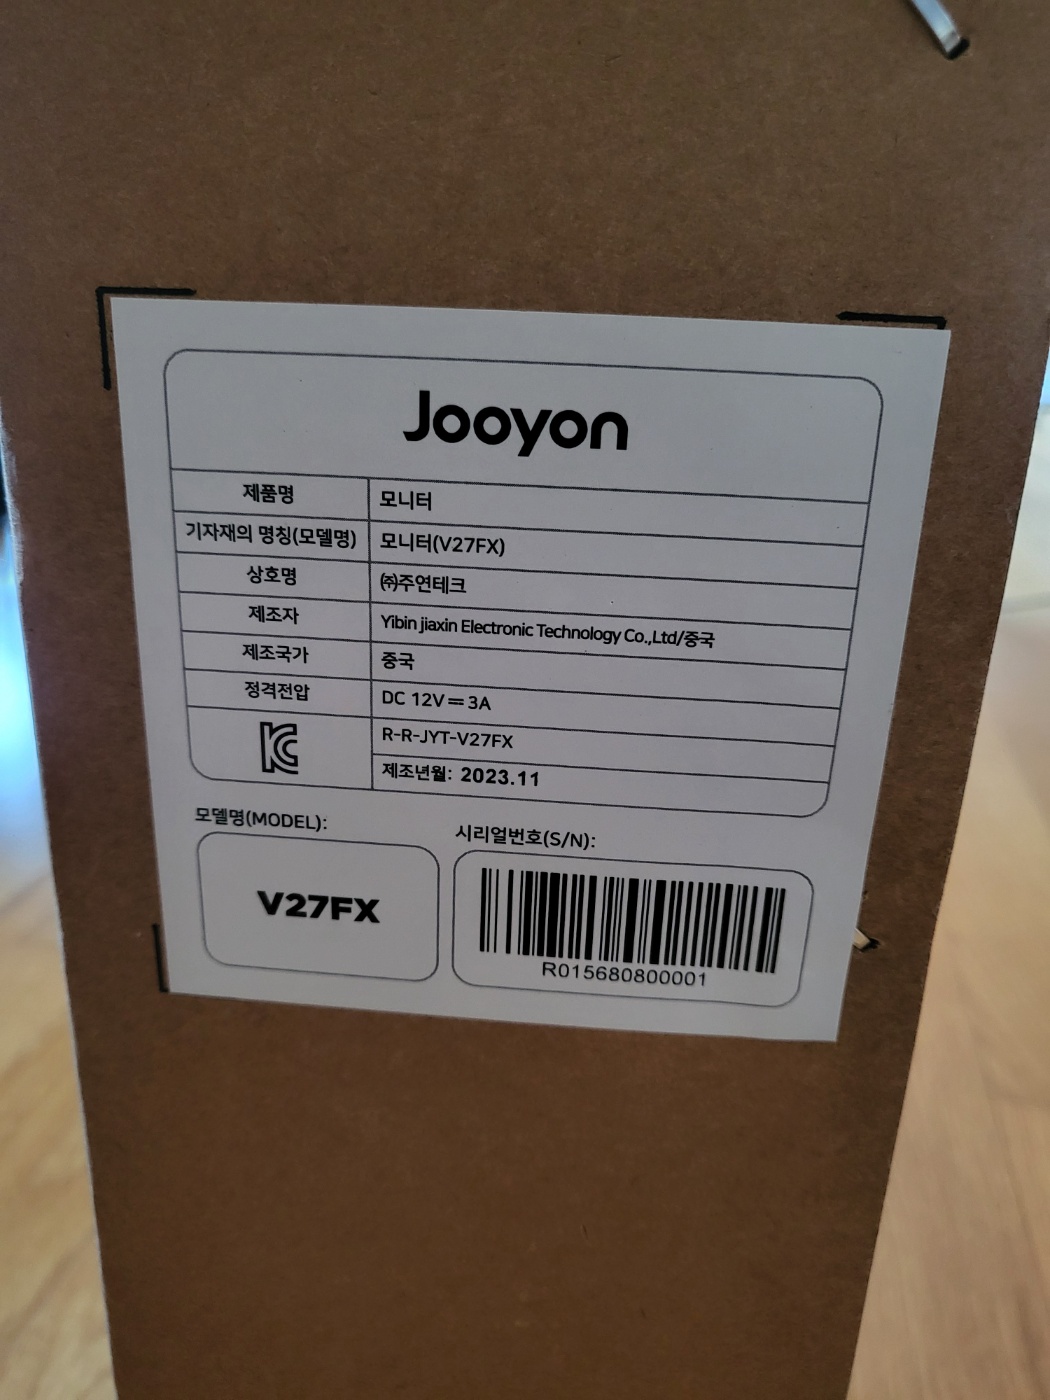 Jooyon
제품명 모니터
기자재의 명칭(모델명) 모니터(V27FX)
상호명 ㈜주연테크
제조자 Yibin jiaxin Electronic Technology Co.,Ltd/중국
제조국가 중국
정격전압 DC 12V⎓3A
R-R-JYT-V27FX
제조년월: 2023.11
모델명(MODEL):
V27FX
시리얼번호(S/N):
R015680800001